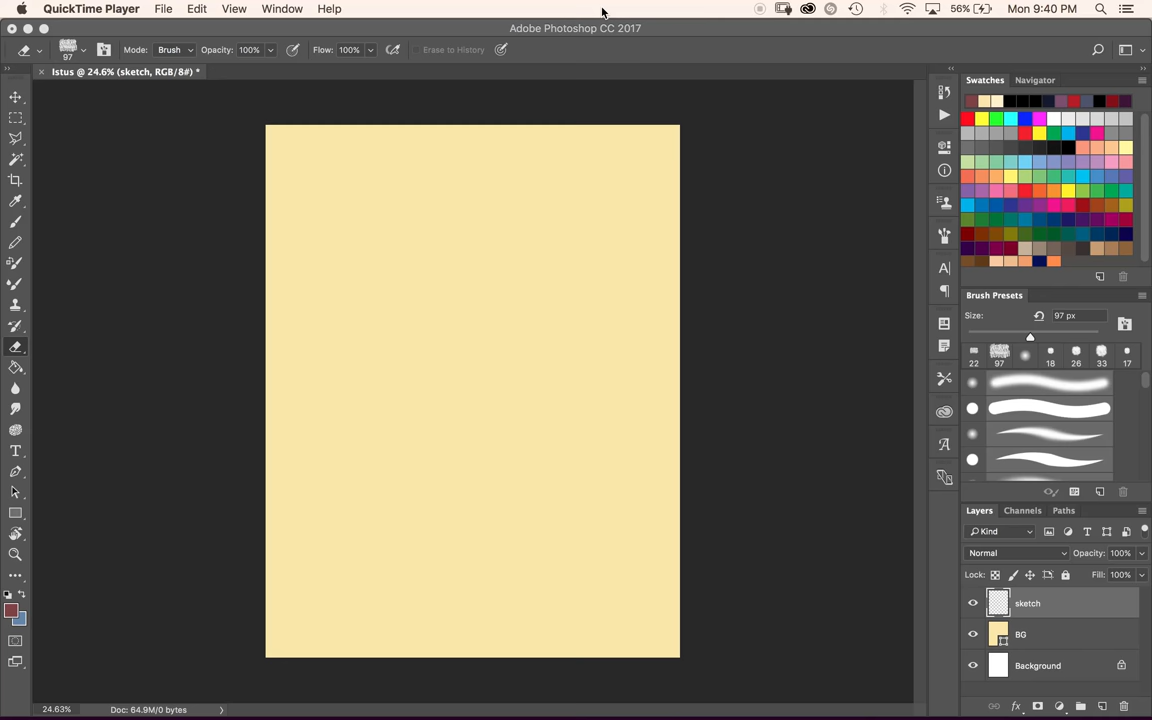 QuickTime Player File Edit View Window Help 56% Mon 9:40 PM
Adobe Photoshop CC 2017
97 Mode: Brush Opacity: 100% Flow: 100% Erase to History
Istus @ 24.6% (sketch, RGB/8#) *
Swatches Navigator
Brush Presets
Size: 97 px
22 97 18 26 33 17
Layers Channels Paths
Kind
Normal Opacity: 100%
Lock: Fill: 100%
sketch
BG
Background
24.63% Doc: 64.9M/0 bytes